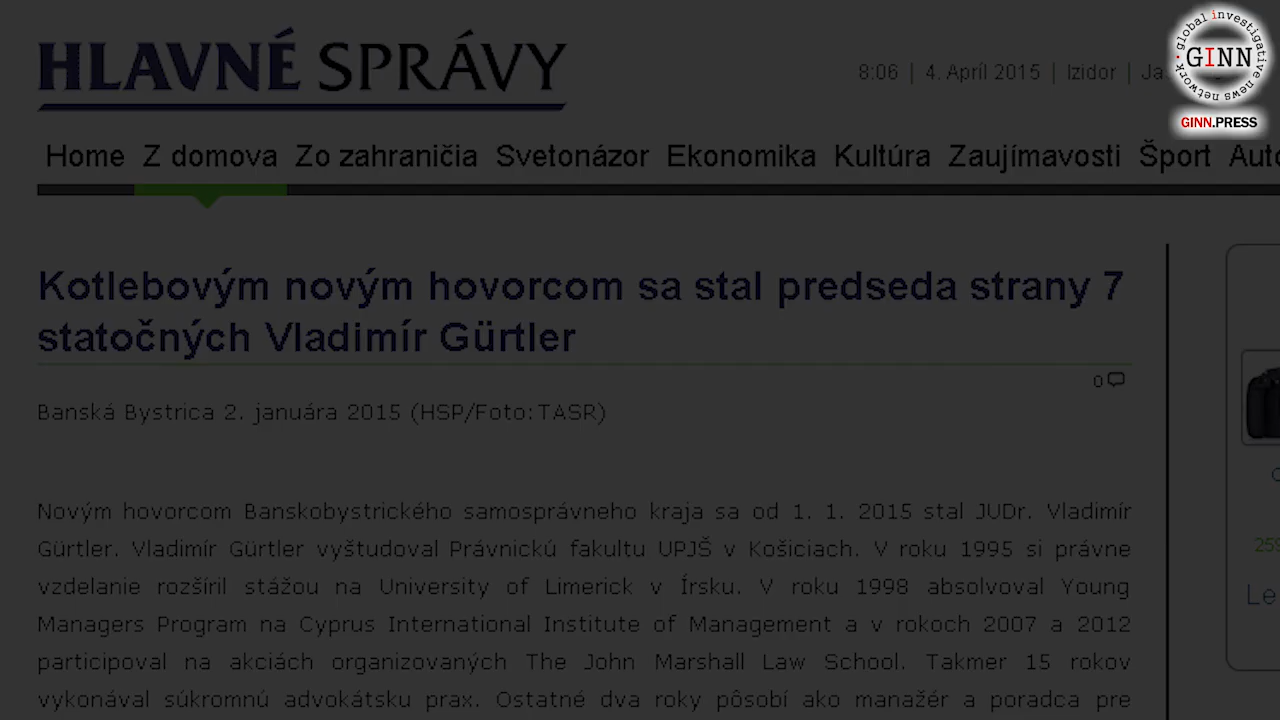 HLAVNÉ SPRÁVY
8:06 | 4. Apríl 2015 | Izidor |
global investigative news network
GINN
GINN.PRESS
Home Z domova Zo zahraničia Svetonázor Ekonomika Kultúra Zaujímavosti Šport
Kotlebovým novým hovorcom sa stal predseda strany 7
statočných Vladimír Gürtler
0
Banská Bystrica 2. januára 2015 (HSP/Foto:TASR)
Novým hovorcom Banskobystrického samosprávneho kraja sa od 1. 1. 2015 stal JUDr. Vladimír
Gürtler. Vladimír Gürtler vyštudoval Právnickú fakultu UPJŠ v Košiciach. V roku 1995 si právne
vzdelanie rozšíril stážou na University of Limerick v Írsku. V roku 1998 absolvoval Young
Managers Program na Cyprus International Institute of Management a v rokoch 2007 a 2012
participoval na akciách organizovaných The John Marshall Law School. Takmer 15 rokov
vykonával súkromnú advokátsku prax. Ostatné dva roky pôsobí ako manažér a poradca pre